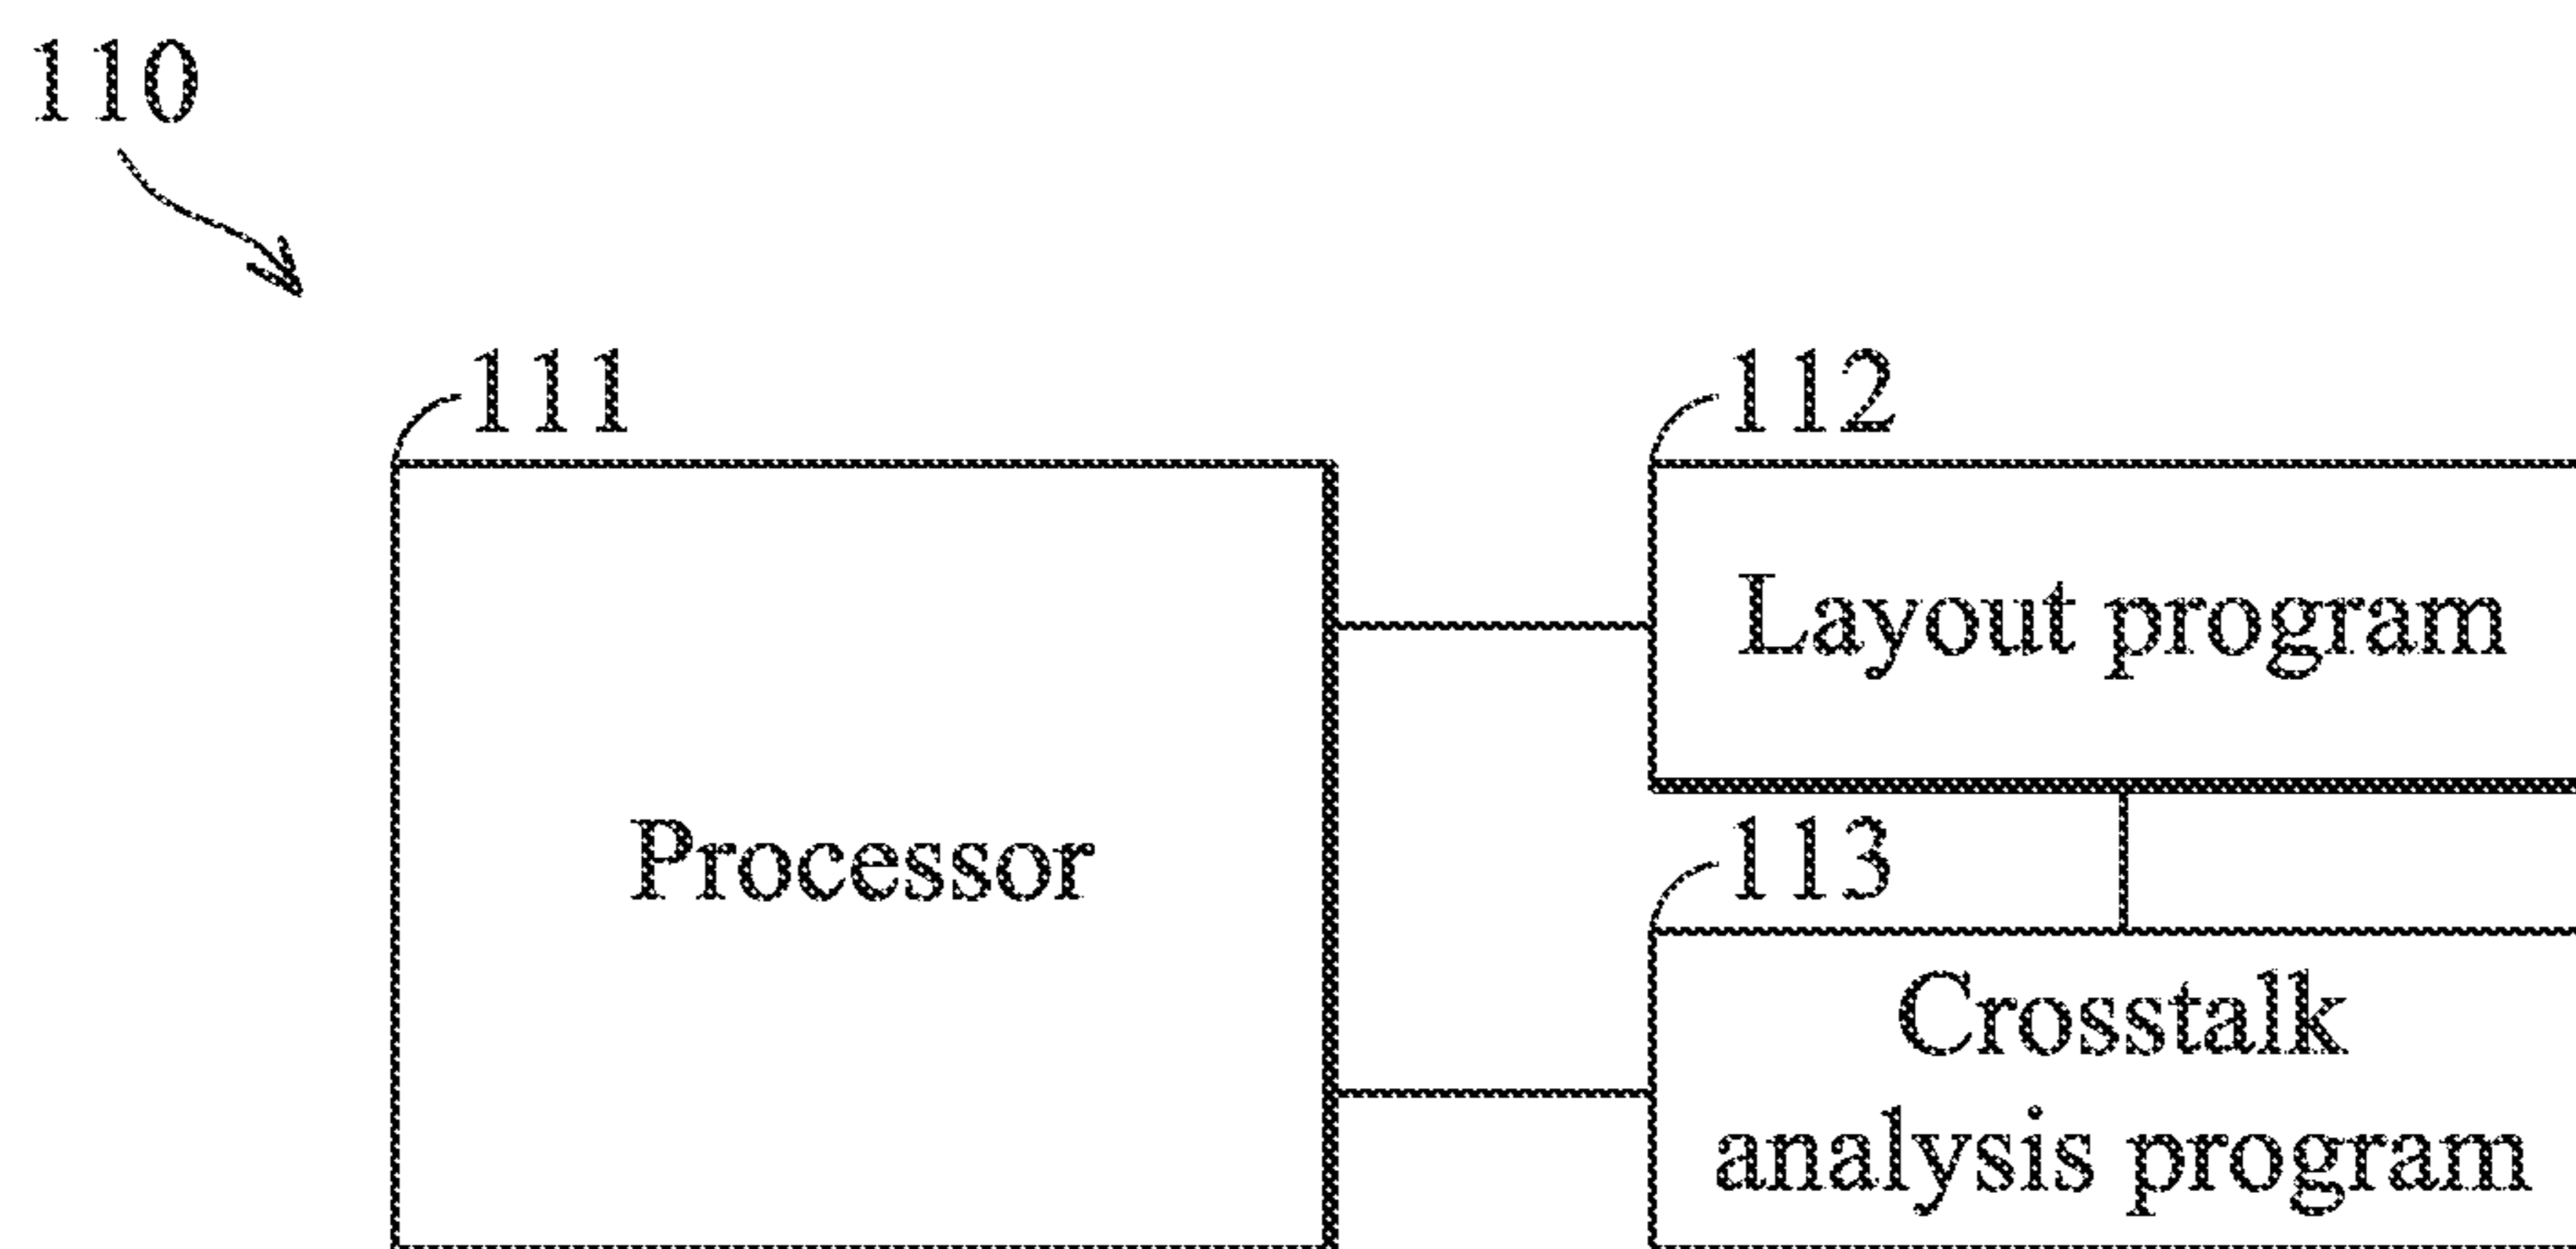 110
111
112
Layout program
Processor
113
Crosstalk
analysis program